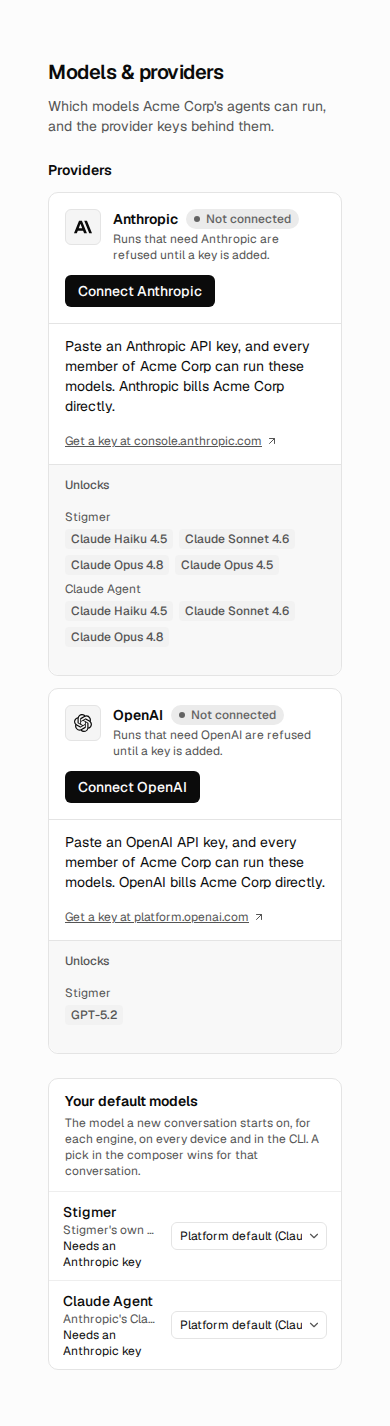 Models & providers
Which models Acme Corp's agents can run,
and the provider keys behind them.
Providers
Anthropic
Not connected
Runs that need Anthropic are
refused until a key is added.
Connect Anthropic
Paste an Anthropic API key, and every
member of Acme Corp can run these
models. Anthropic bills Acme Corp
directly.
Get a key at console.anthropic.com
Unlocks
Stigmer
Claude Haiku 4.5
Claude Sonnet 4.6
Claude Opus 4.8
Claude Opus 4.5
Claude Agent
Claude Haiku 4.5
Claude Sonnet 4.6
Claude Opus 4.8
OpenAI
Not connected
Runs that need OpenAI are refused
until a key is added.
Connect OpenAI
Paste an OpenAI API key, and every
member of Acme Corp can run these
models. OpenAI bills Acme Corp directly.
Get a key at platform.openai.com
Unlocks
Stigmer
GPT-5.2
Your default models
The model a new conversation starts on, for
each engine, on every device and in the CLI. A
pick in the composer wins for that
conversation.
Stigmer
Stigmer's own ...
Needs an
Anthropic key
Platform default (Clau
Claude Agent
Anthropic's Cla...
Needs an
Anthropic key
Platform default (Clau